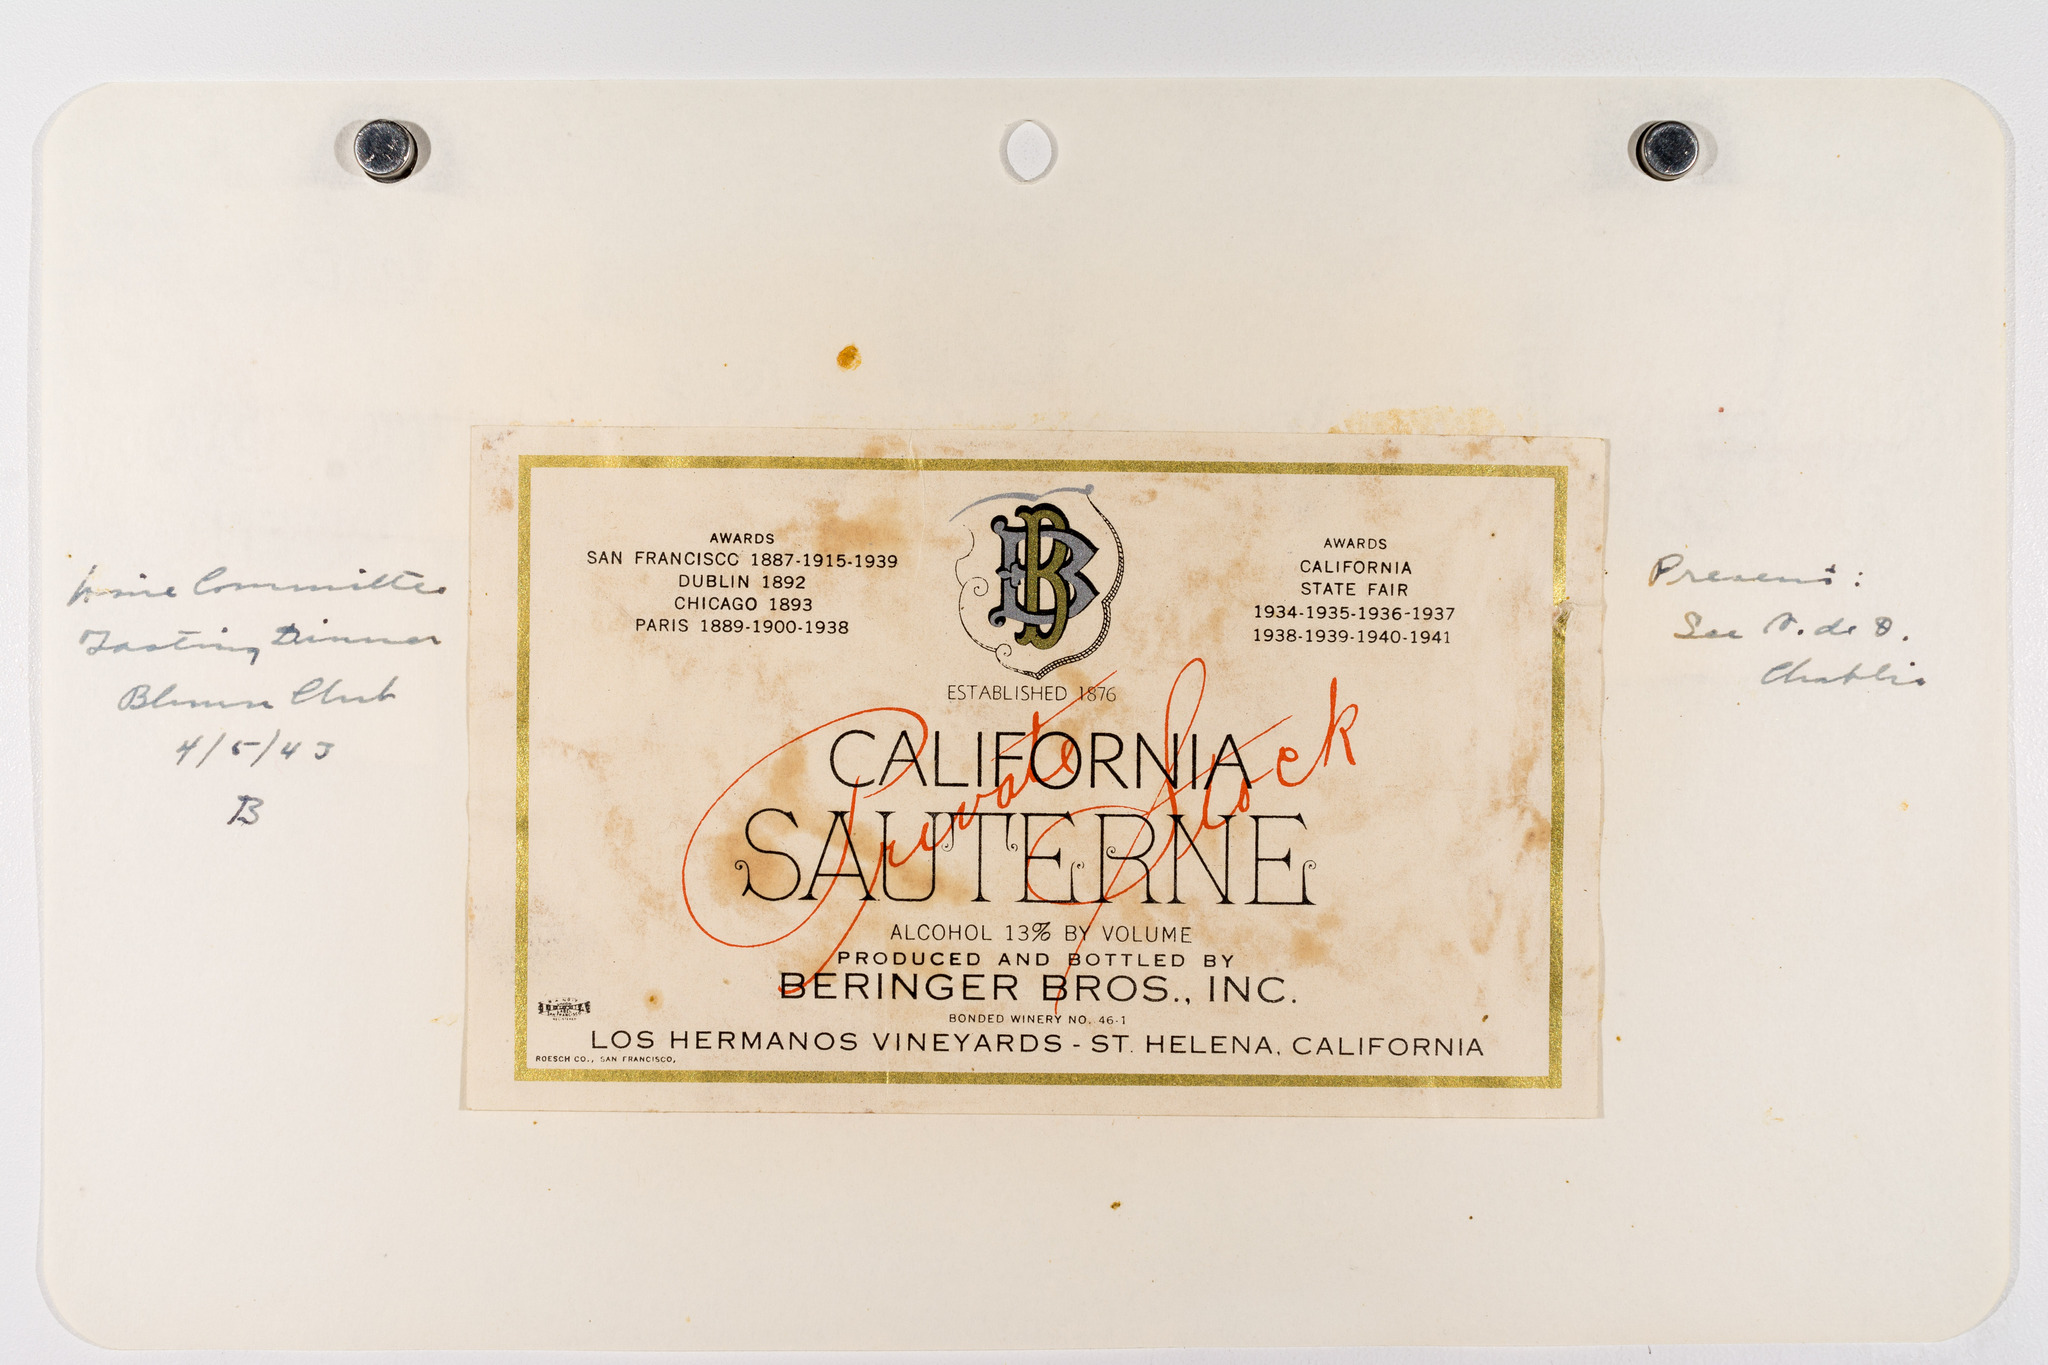 Wine Committee
Tasting Dinner
Club
4/5/43
B
AWARDS
SAN FRANCISCO 1887-1915-1939
DUBLIN 1892
CHICAGO 1893
PARIS 1889-1900-1938
BB
ESTABLISHED 1876
AWARDS
CALIFORNIA
STATE FAIR
1934-1935-1936-1937
1938-1939-1940-1941
CALIFORNIA
SAUTERNE
Private Stock
ALCOHOL 13% BY VOLUME
PRODUCED AND BOTTLED BY
BERINGER BROS., INC.
BONDED WINERY NO. 46-1
LOS HERMANOS VINEYARDS - ST. HELENA, CALIFORNIA
ROESCH CO., SAN FRANCISCO,
Present:
See V. de D.
Chablis